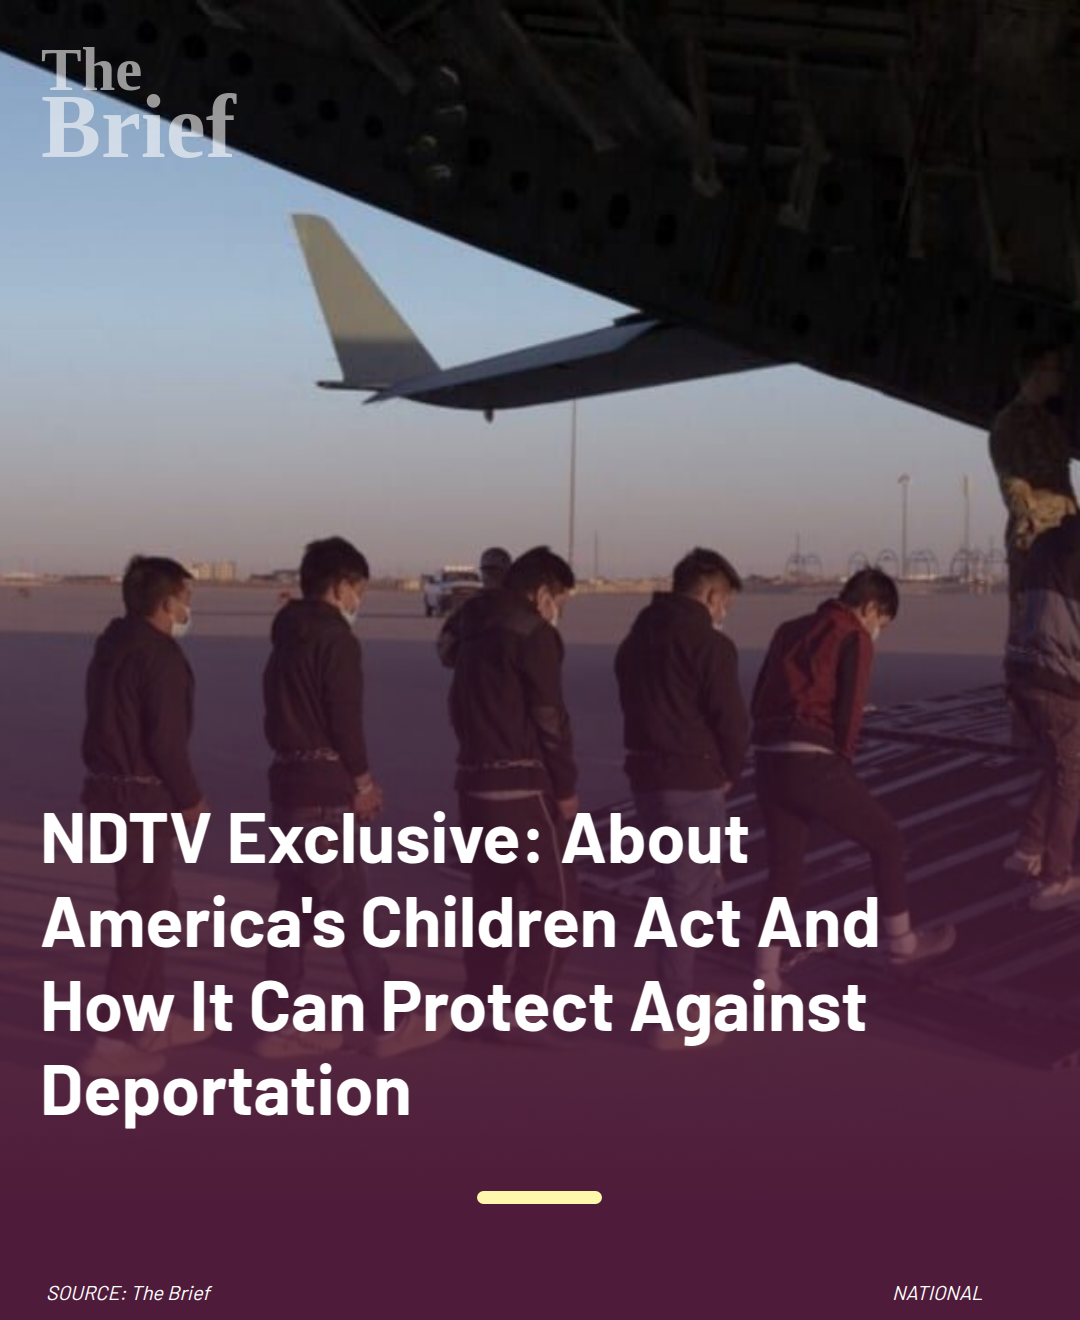 The
Brief
NDTV Exclusive: About
America's Children Act And
How It Can Protect Against
Deportation
SOURCE: The Brief
NATIONAL